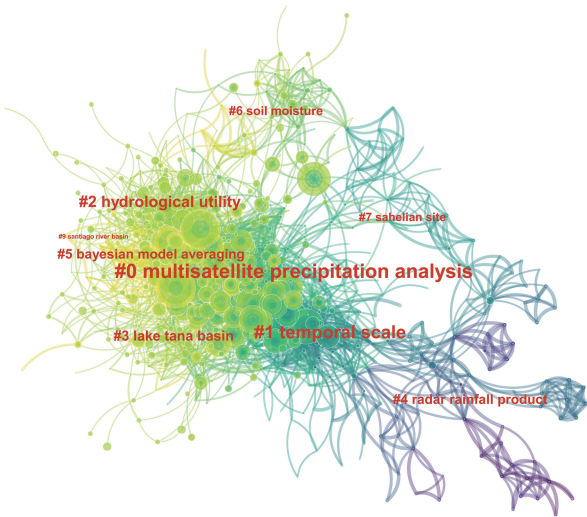 #6 soil moisture
#2 hydrological utility
#7 sahelian site
#9 santiago river basin
#5 bayesian model averaging
#0 multisatellite precipitation analysis
#3 lake tana basin
#1 temporal scale
#4 radar rainfall product